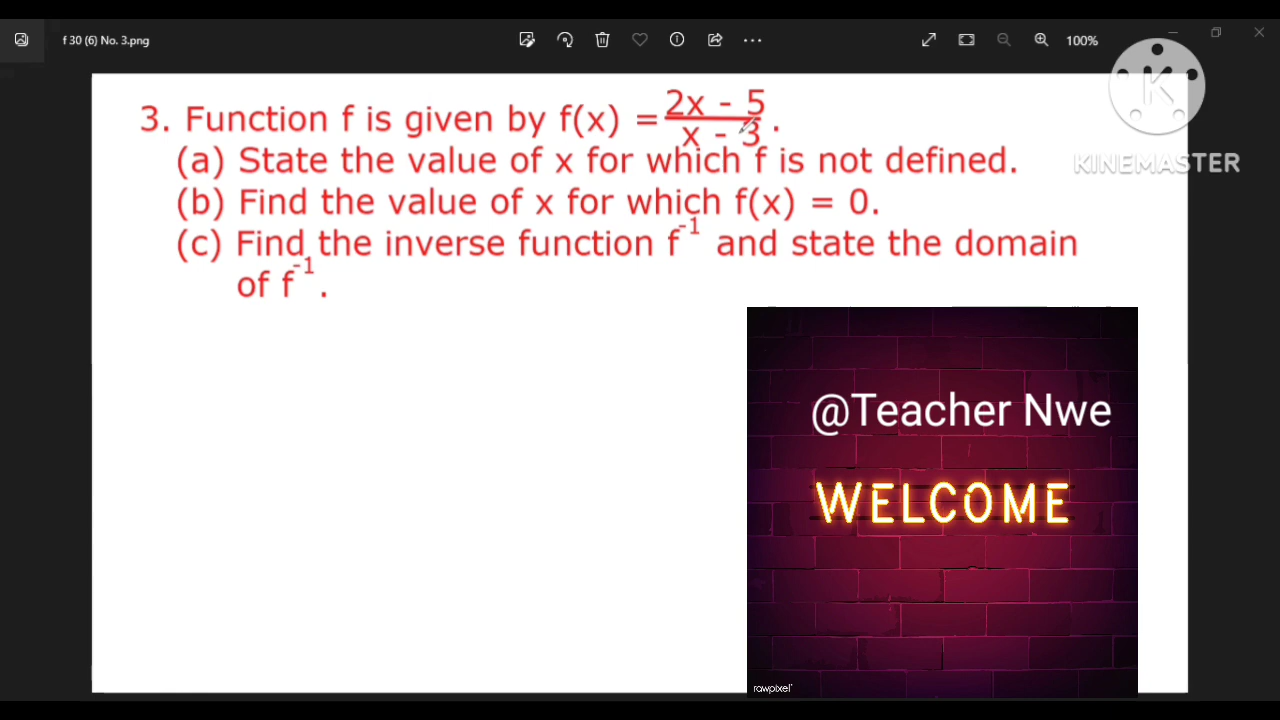 f 30 (6) No. 3.png
100%
K
KINEMASTER
3. Function f is given by f(x) = 2x - 5 / x - 3 .
(a) State the value of x for which f is not defined.
(b) Find the value of x for which f(x) = 0.
(c) Find the inverse function f⁻¹ and state the domain
of f⁻¹.
@Teacher Nwe
WELCOME
rawpixel